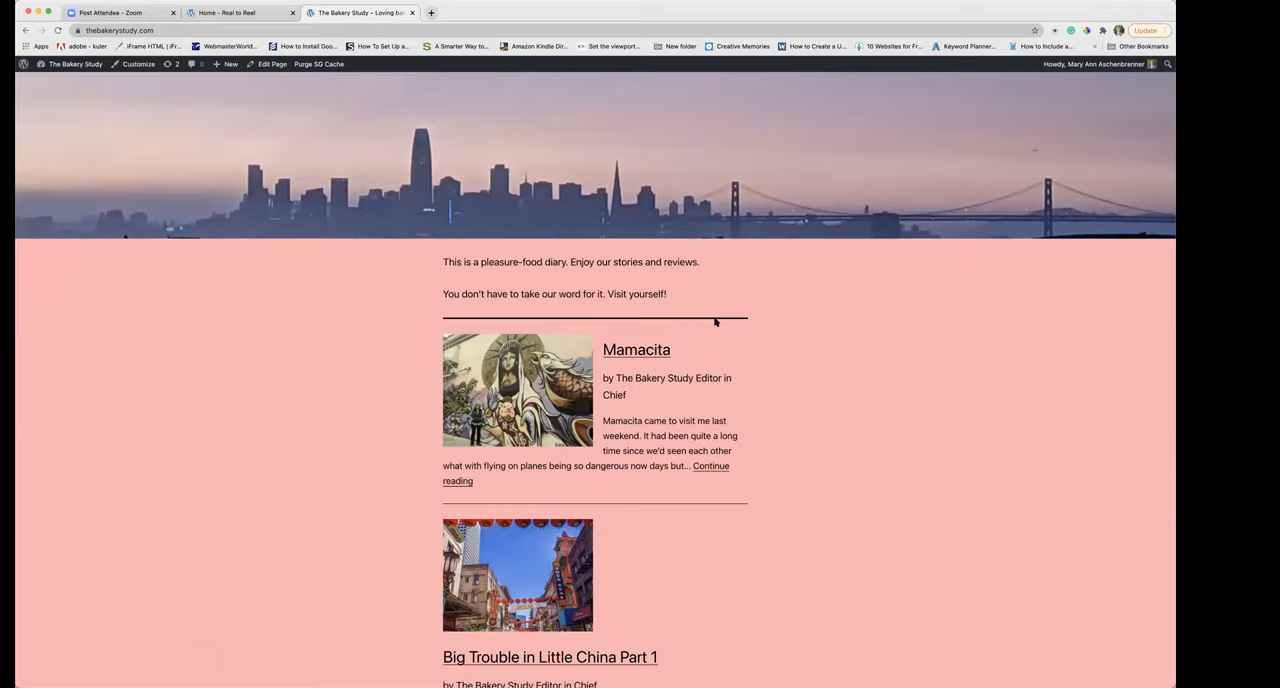 Post Attendee - Zoom
Home - Real to Reel
The Bakery Study – Loving bak
thebakerystudy.com
Update
Apps
adobe - kuler
iFrame HTML | iFr...
WebmasterWorld...
How to Install Goo...
How To Set Up a...
A Smarter Way to...
Amazon Kindle Dir...
Set the viewport...
New folder
Creative Memories
How to Create a U...
10 Websites for Fr...
Keyword Planner...
How to Include a...
Other Bookmarks
The Bakery Study
Customize
2
0
New
Edit Page
Purge SG Cache
Howdy, Mary Ann Aschenbrenner
This is a pleasure-food diary. Enjoy our stories and reviews.
You don't have to take our word for it. Visit yourself!
Mamacita
by The Bakery Study Editor in
Chief
Mamacita came to visit me last
weekend. It had been quite a long
time since we'd seen each other
what with flying on planes being so dangerous now days but... Continue
reading
Big Trouble in Little China Part 1
by The Bakery Study Editor in Chief